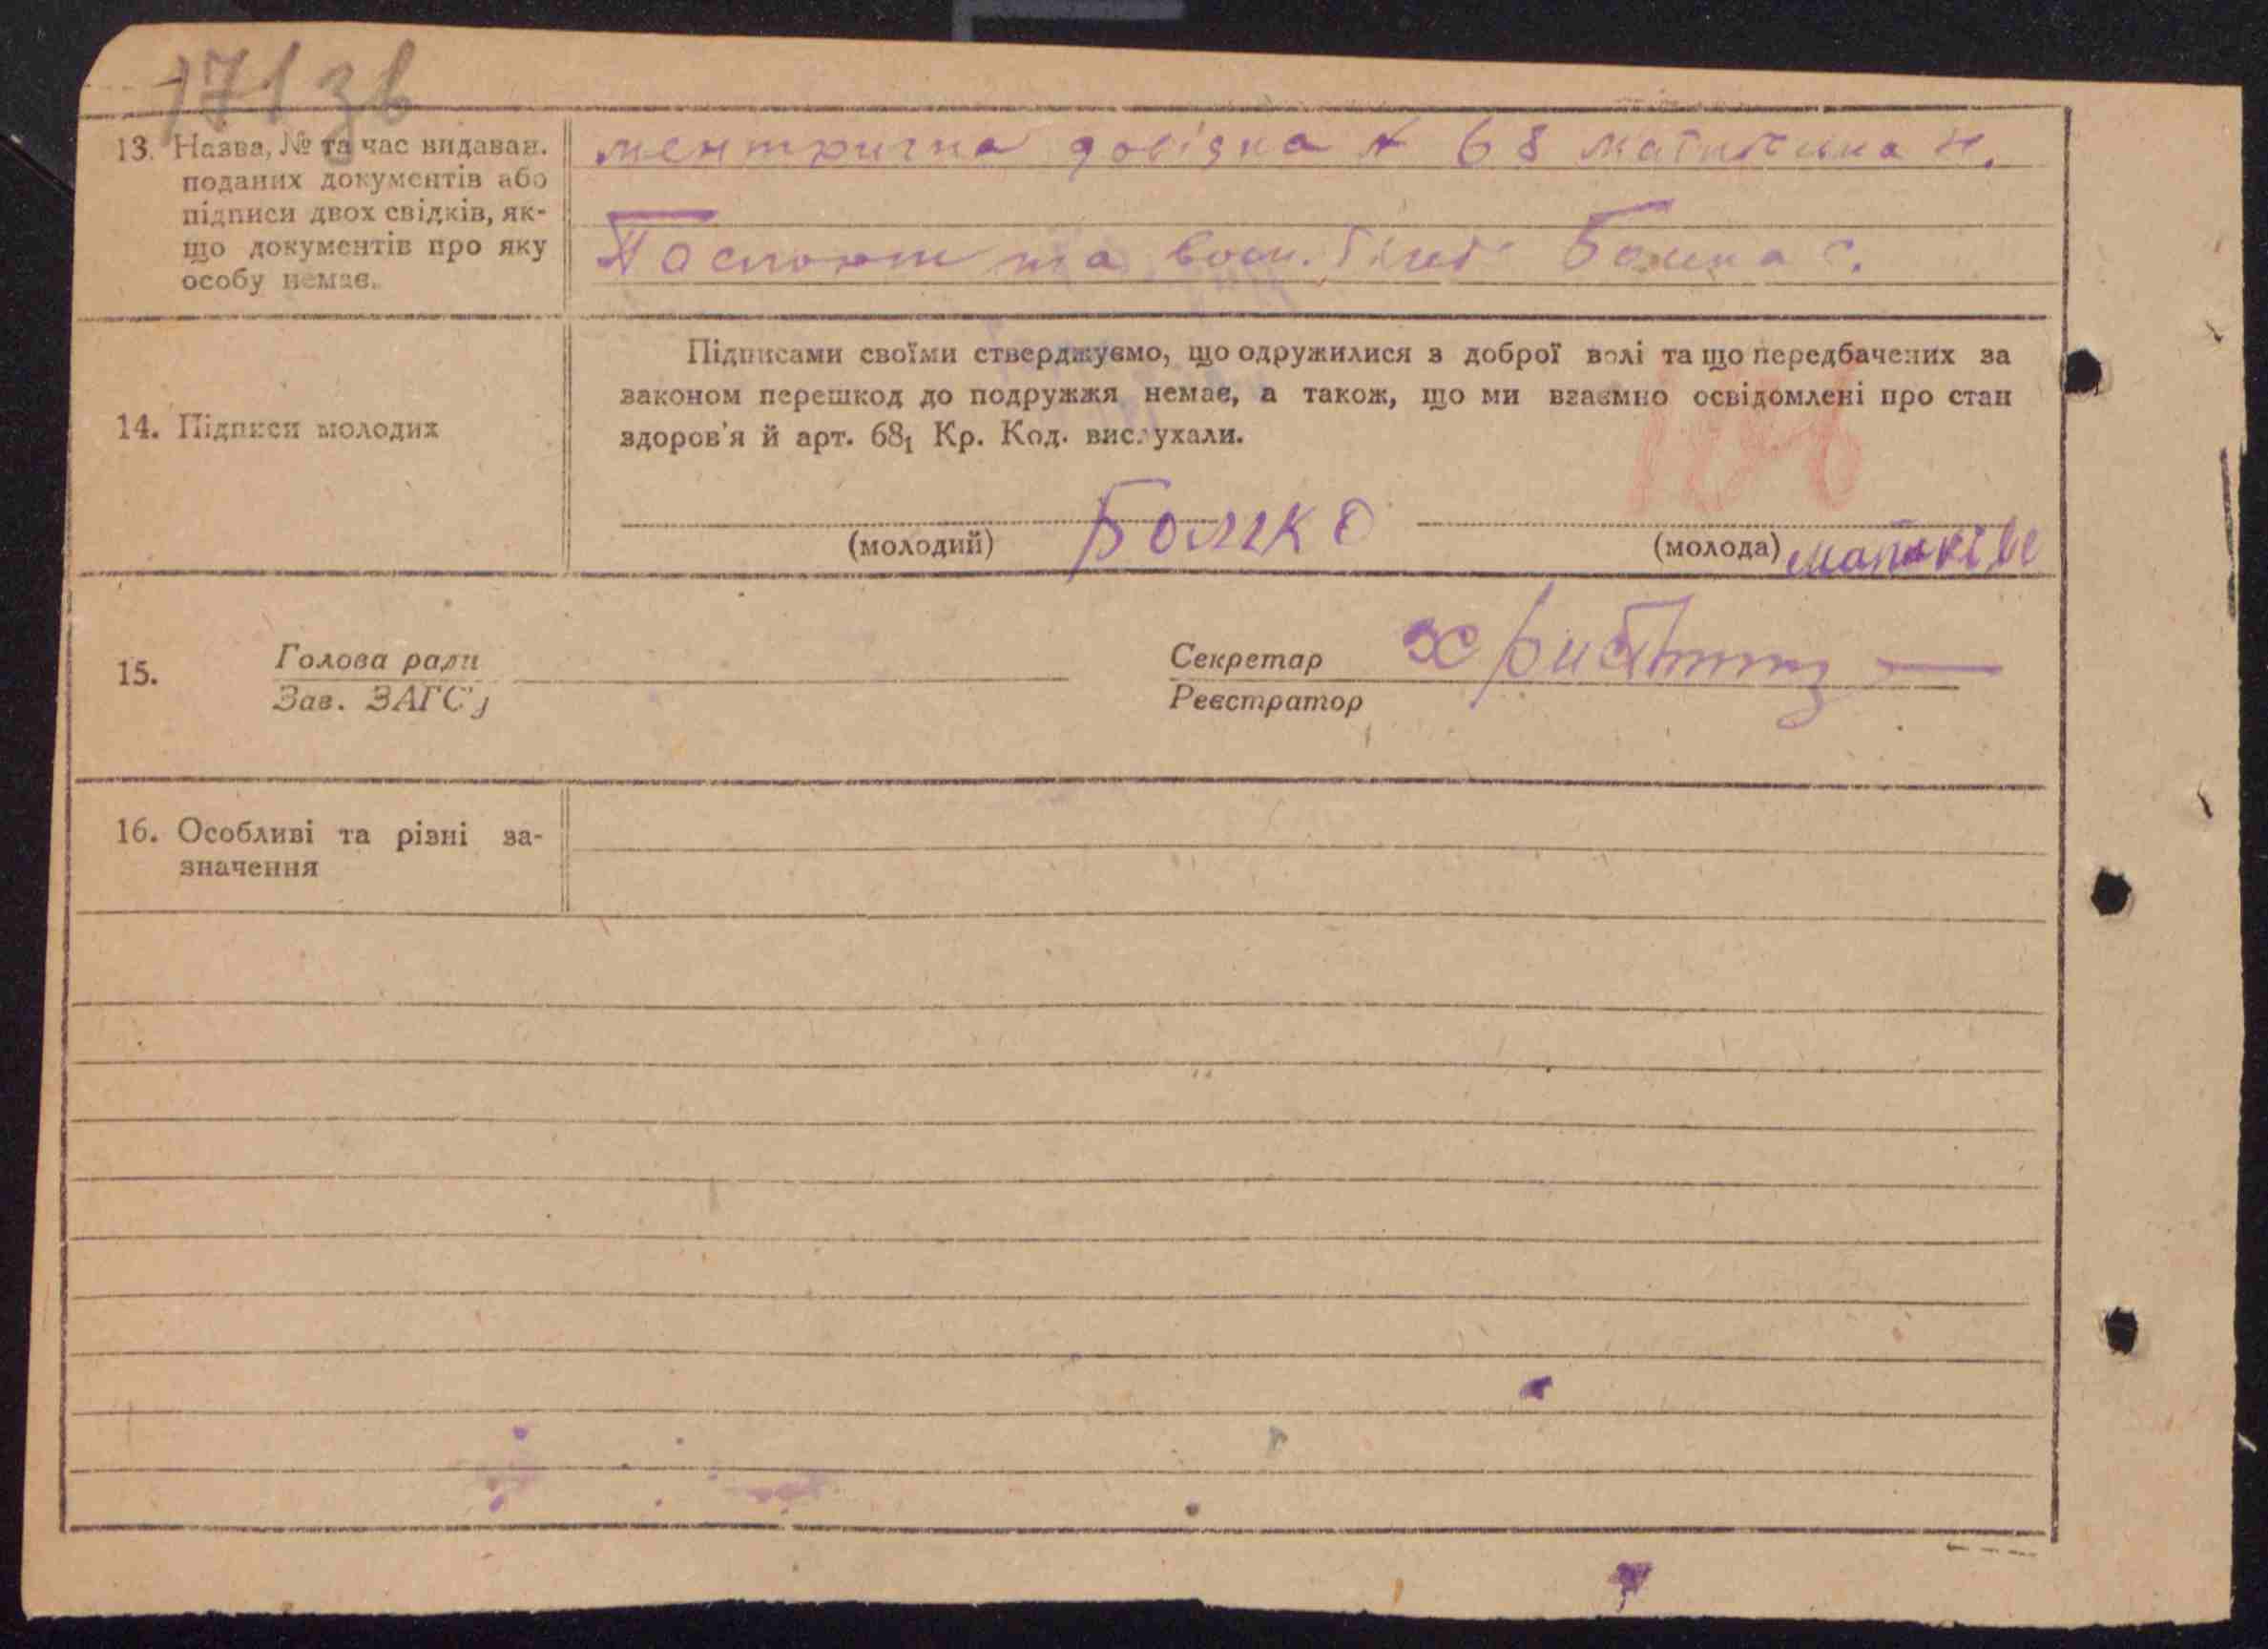 171 зв
13. Назва, № та час видаван.
поданих документів або
підписи двох свідків, як-
що документів про яку
особу немає.
ментрична довідка № 68
Паспорт та воєн. білет Бойка С.
14. Підписи молодих
Підписами своїми стверджуємо, що одружилися з доброї волі та що передбачених за
законом перешкод до подружжя немає, а також, що ми взаємно освідомлені про стан
здоров'я й арт. 68₁ Кр. Код. вислухали.
(молодий) Бойко
(молода)
15. Голова ради
Зав. ЗАГС'у
Секретар
Реєстратор
16. Особливі та різні за-
значення